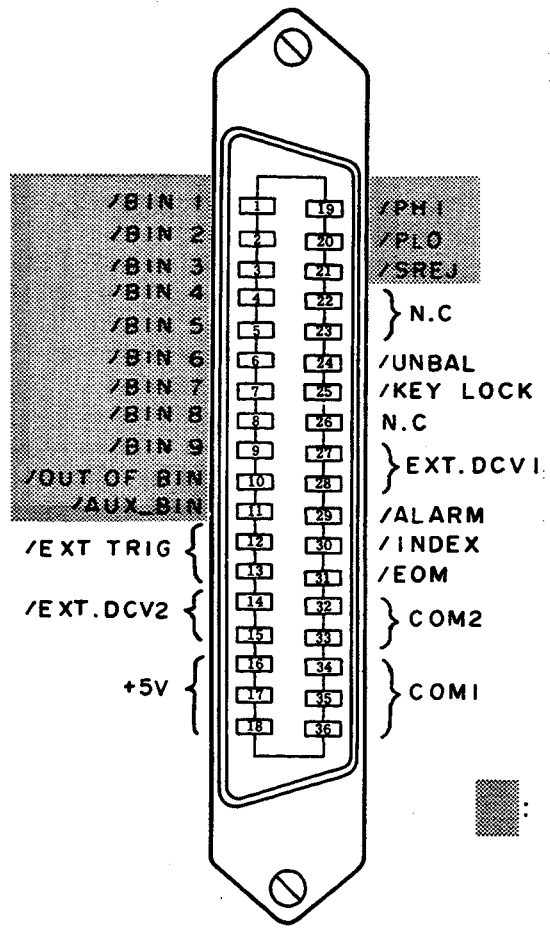 /BIN 1
/BIN 2
/BIN 3
/BIN 4
/BIN 5
/BIN 6
/BIN 7
/BIN 8
/BIN 9
/OUT OF BIN
/AUX_BIN
/EXT TRIG
/EXT.DCV2
+5V
1
2
3
4
5
6
7
8
9
10
11
12
13
14
15
16
17
18
19
20
21
22
23
24
25
26
27
28
29
30
31
32
33
34
35
36
/PHI
/PLO
/SREJ
N.C
/UNBAL
/KEY LOCK
N.C
EXT.DCV1
/ALARM
/INDEX
/EOM
COM2
COM1
: